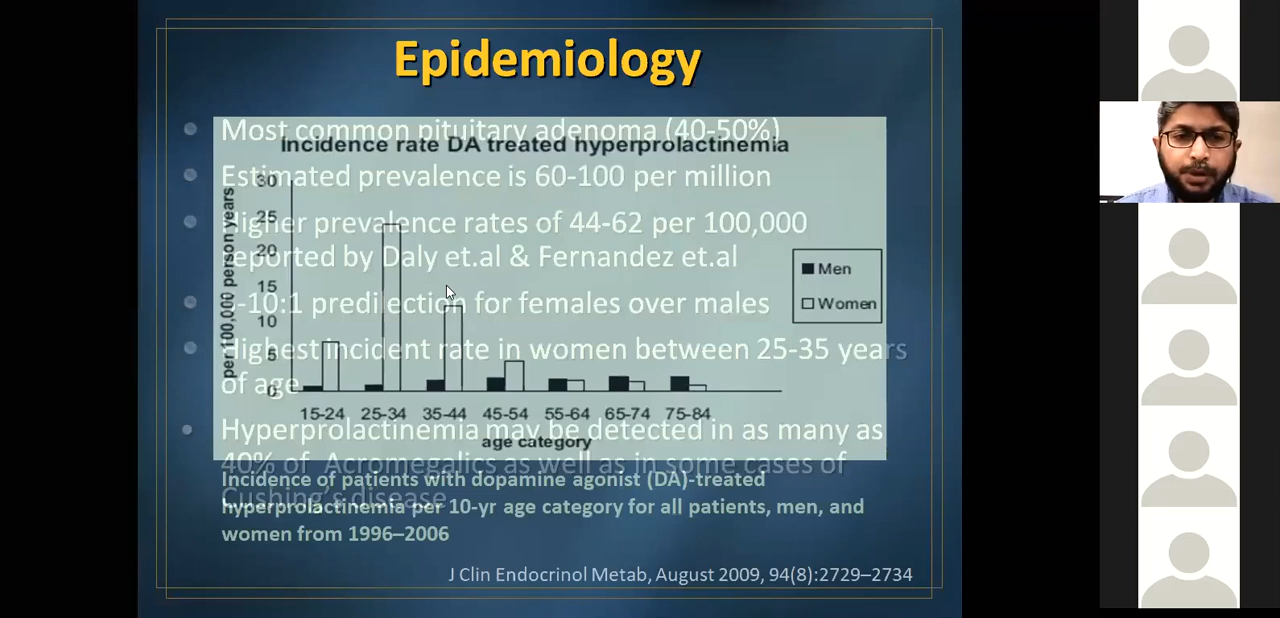 Epidemiology
Most common pituitary adenoma (40-50%)
Estimated prevalence is 60-100 per million
Higher prevalence rates of 44-62 per 100,000
reported by Daly et.al & Fernandez et.al
-10:1 predilection for females over males
Highest incident rate in women between 25-35 years
of age
Hyperprolactinemia may be detected in as many as
40% of Acromegalics as well as in some cases of
Cushing's disease
Incidence rate DA treated hyperprolactinemia
per 100,000 person years
30
25
20
15
10
5
0
15-24 25-34 35-44 45-54 55-64 65-74 75-84
age category
Men
Women
Incidence of patients with dopamine agonist (DA)-treated
hyperprolactinemia per 10-yr age category for all patients, men, and
women from 1996–2006
J Clin Endocrinol Metab, August 2009, 94(8):2729–2734